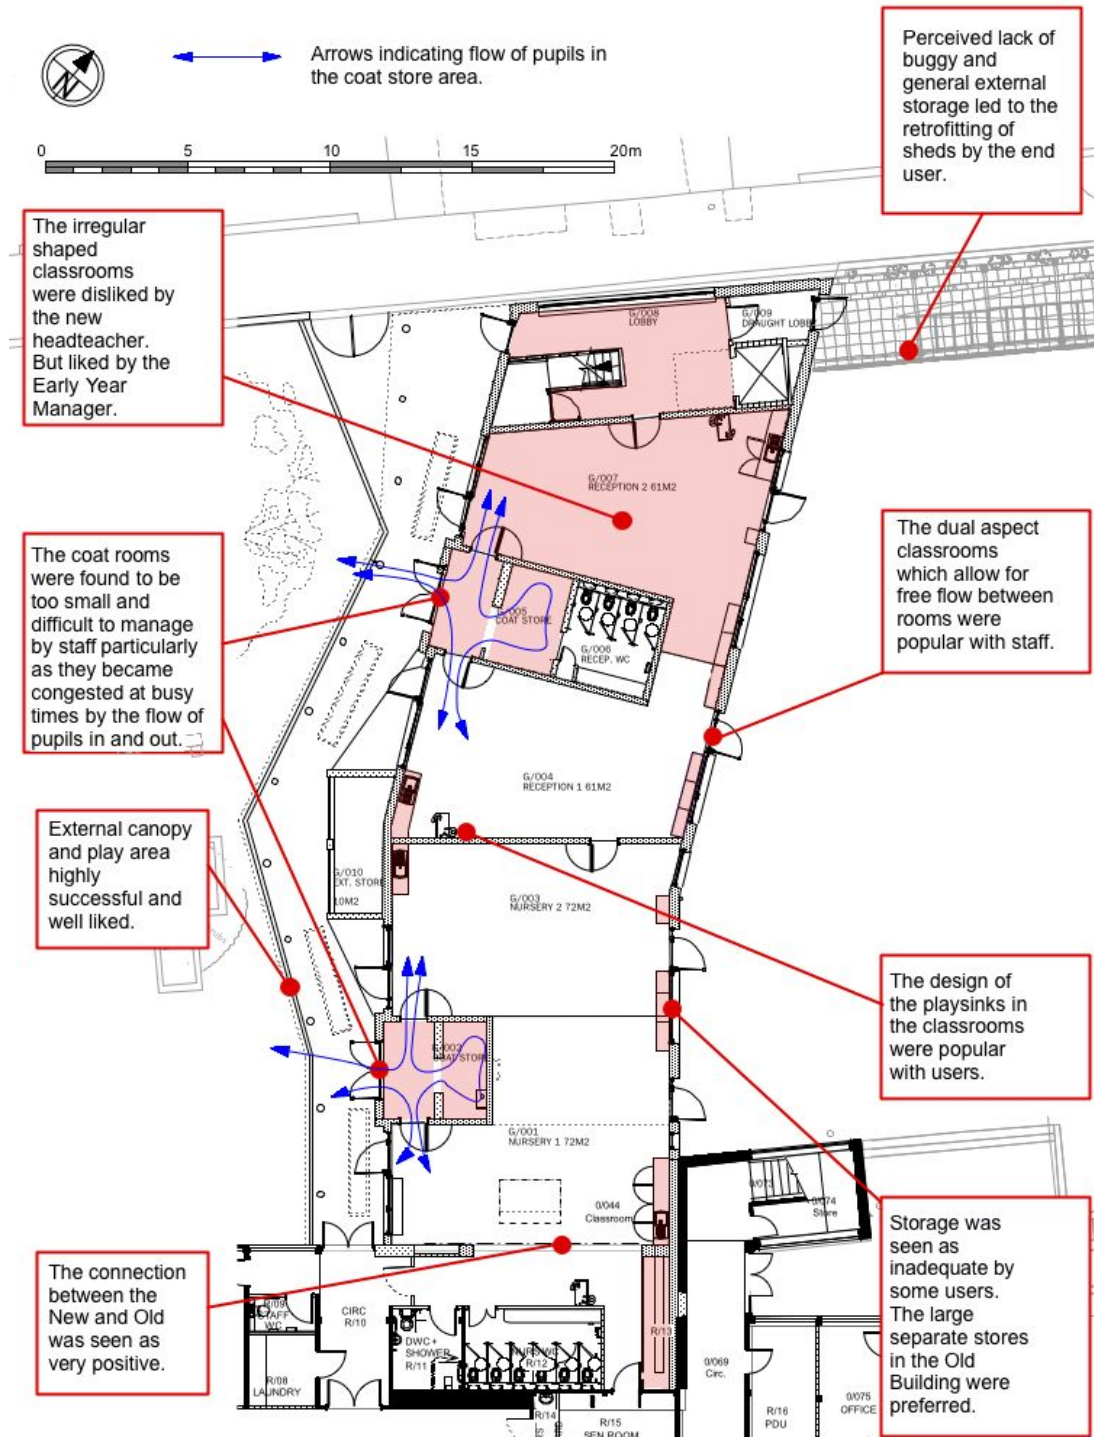 N
Arrows indicating flow of pupils in
the coat store area.
0 5 10 15 20m
Perceived lack of
buggy and
general external
storage led to the
retrofitting of
sheds by the end
user.
The irregular
shaped
classrooms
were disliked by
the new
headteacher.
But liked by the
Early Year
Manager.
G/008
LOBBY
G/009
DRAUGHT LOBBY
G/007
RECEPTION 2 61M2
The coat rooms
were found to be
too small and
difficult to manage
by staff particularly
as they became
congested at busy
times by the flow of
pupils in and out.
G/005
COAT STORE
G/006
RECEP. WC
The dual aspect
classrooms
which allow for
free flow between
rooms were
popular with staff.
G/004
RECEPTION 1 61M2
External canopy
and play area
highly
successful and
well liked.
G/010
EXT. STORE
10M2
G/003
NURSERY 2 72M2
The design of
the playsinks in
the classrooms
were popular
with users.
G/002
COAT STORE
G/001
NURSERY 1 72M2
0/044
Classroom
0/073
0/074
Store
Storage was
seen as
inadequate by
some users.
The large
separate stores
in the Old
Building were
preferred.
The connection
between the
New and Old
was seen as
very positive.
R/09
STAFF
WC
CIRC
R/10
R/08
LAUNDRY
DWC +
SHOWER
R/11
NURS WC
R/12
R/13
0/069
Circ.
R/14
R/15
SEN ROOM
R/16
PDU
0/075
OFFICE